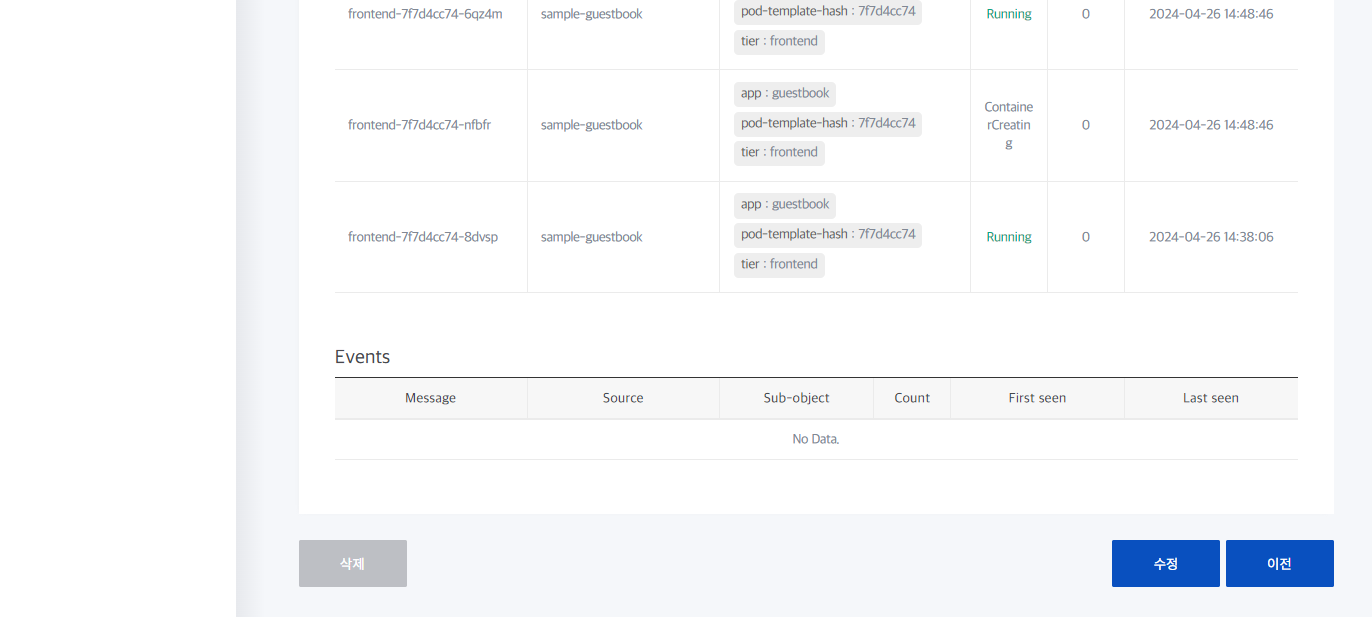 frontend-7f7d4cc74-6qz4m sample-guestbook pod-template-hash : 7f7d4cc74 Running 0 2024-04-26 14:48:46
tier : frontend
app : guestbook
frontend-7f7d4cc74-nfbfr sample-guestbook pod-template-hash : 7f7d4cc74 Containe 0 2024-04-26 14:48:46
rCreatin
g
tier : frontend
app : guestbook
frontend-7f7d4cc74-8dvsp sample-guestbook pod-template-hash : 7f7d4cc74 Running 0 2024-04-26 14:38:06
tier : frontend
Events
Message Source Sub-object Count First seen Last seen
No Data.
삭제 수정 이전